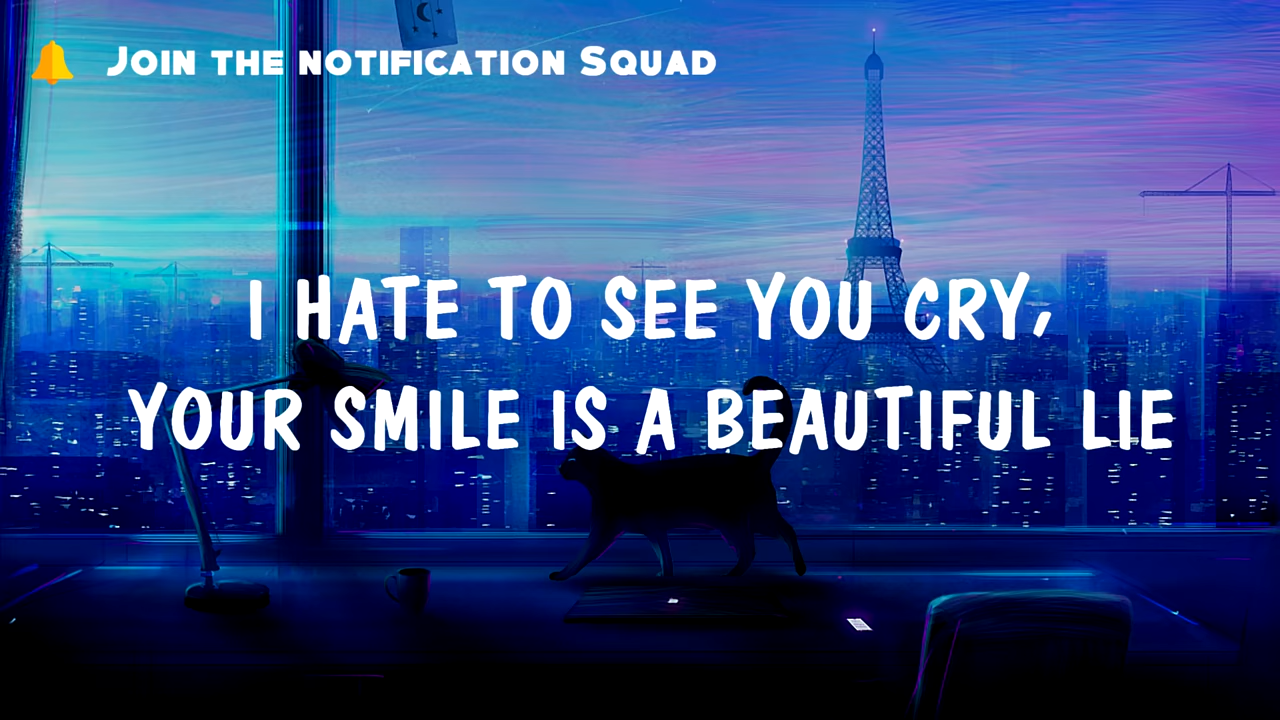 Join the notification Squad
I HATE TO SEE YOU CRY,
YOUR SMILE IS A BEAUTIFUL LIE